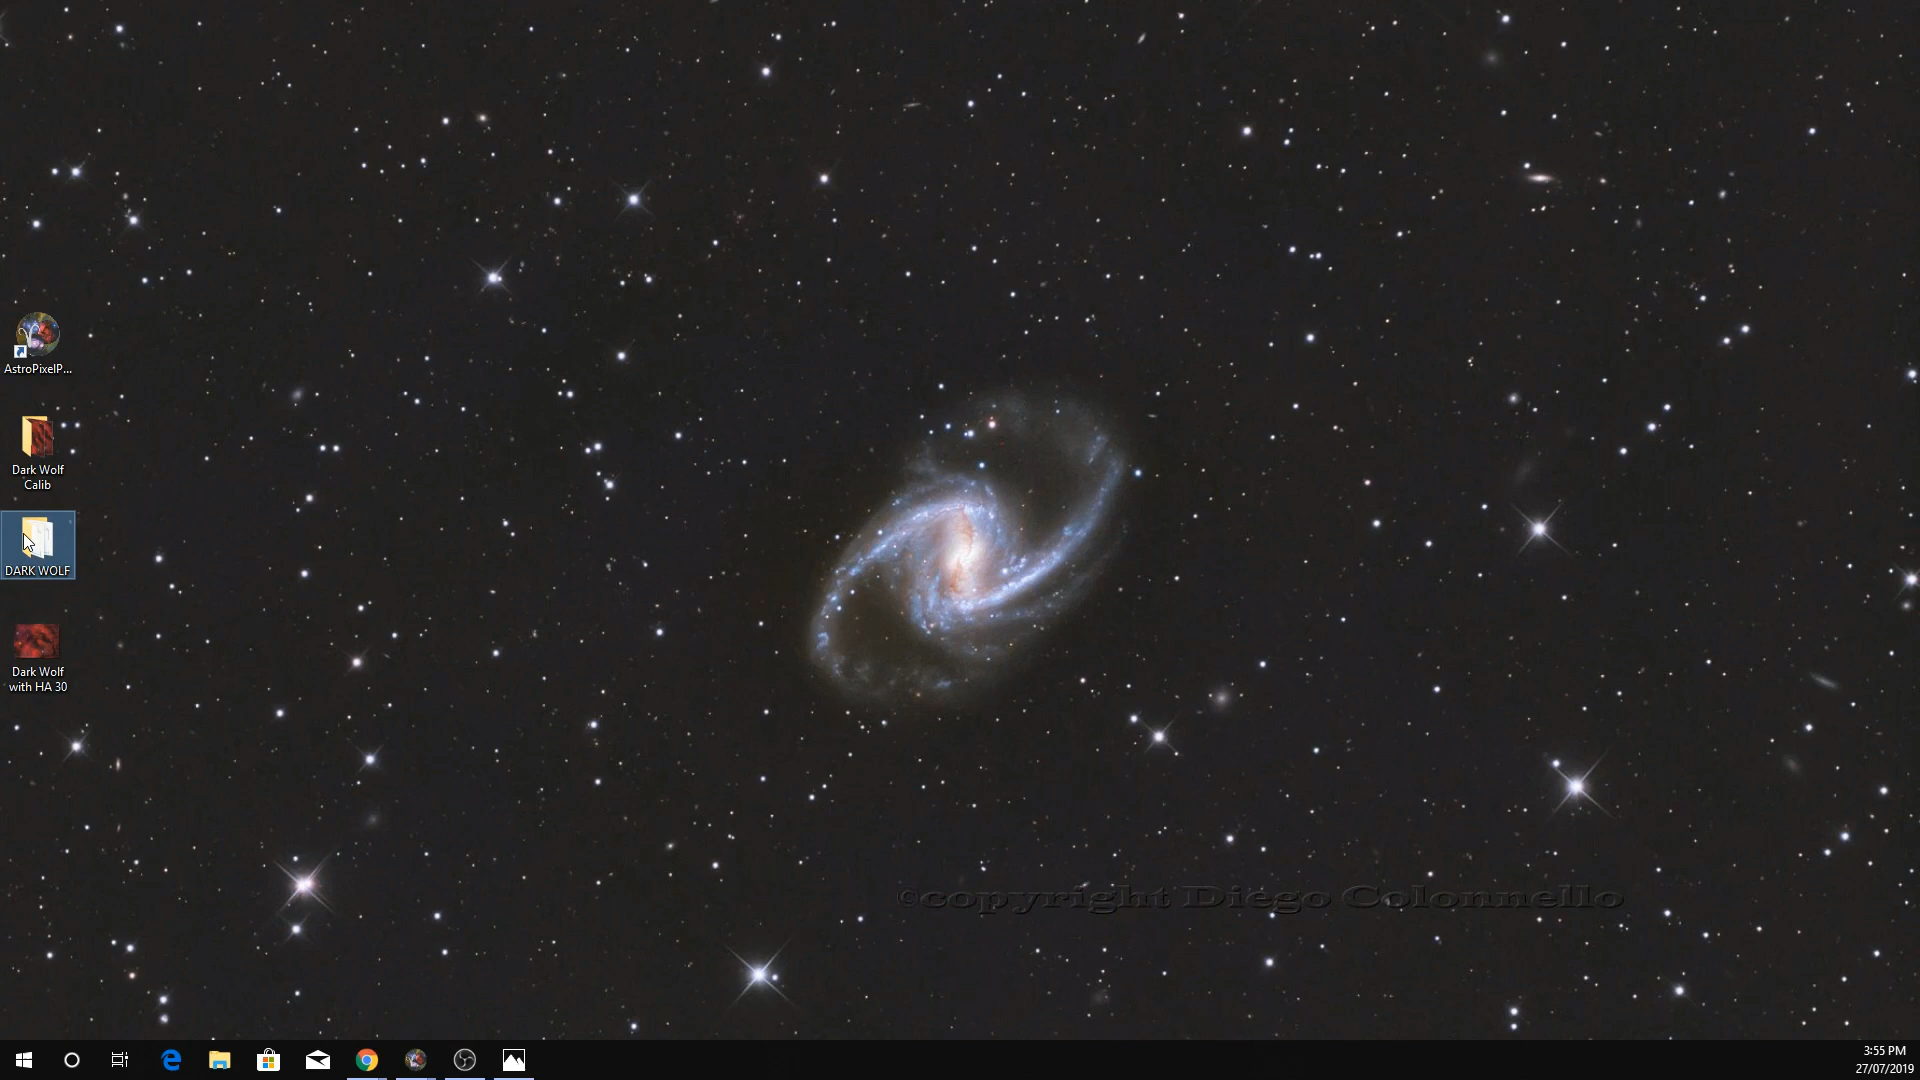 AstroPixelP...
Dark Wolf
Calib
DARK WOLF
Dark Wolf
with HA 30
©copyright Diego Colonnello
3:55 PM
27/07/2019